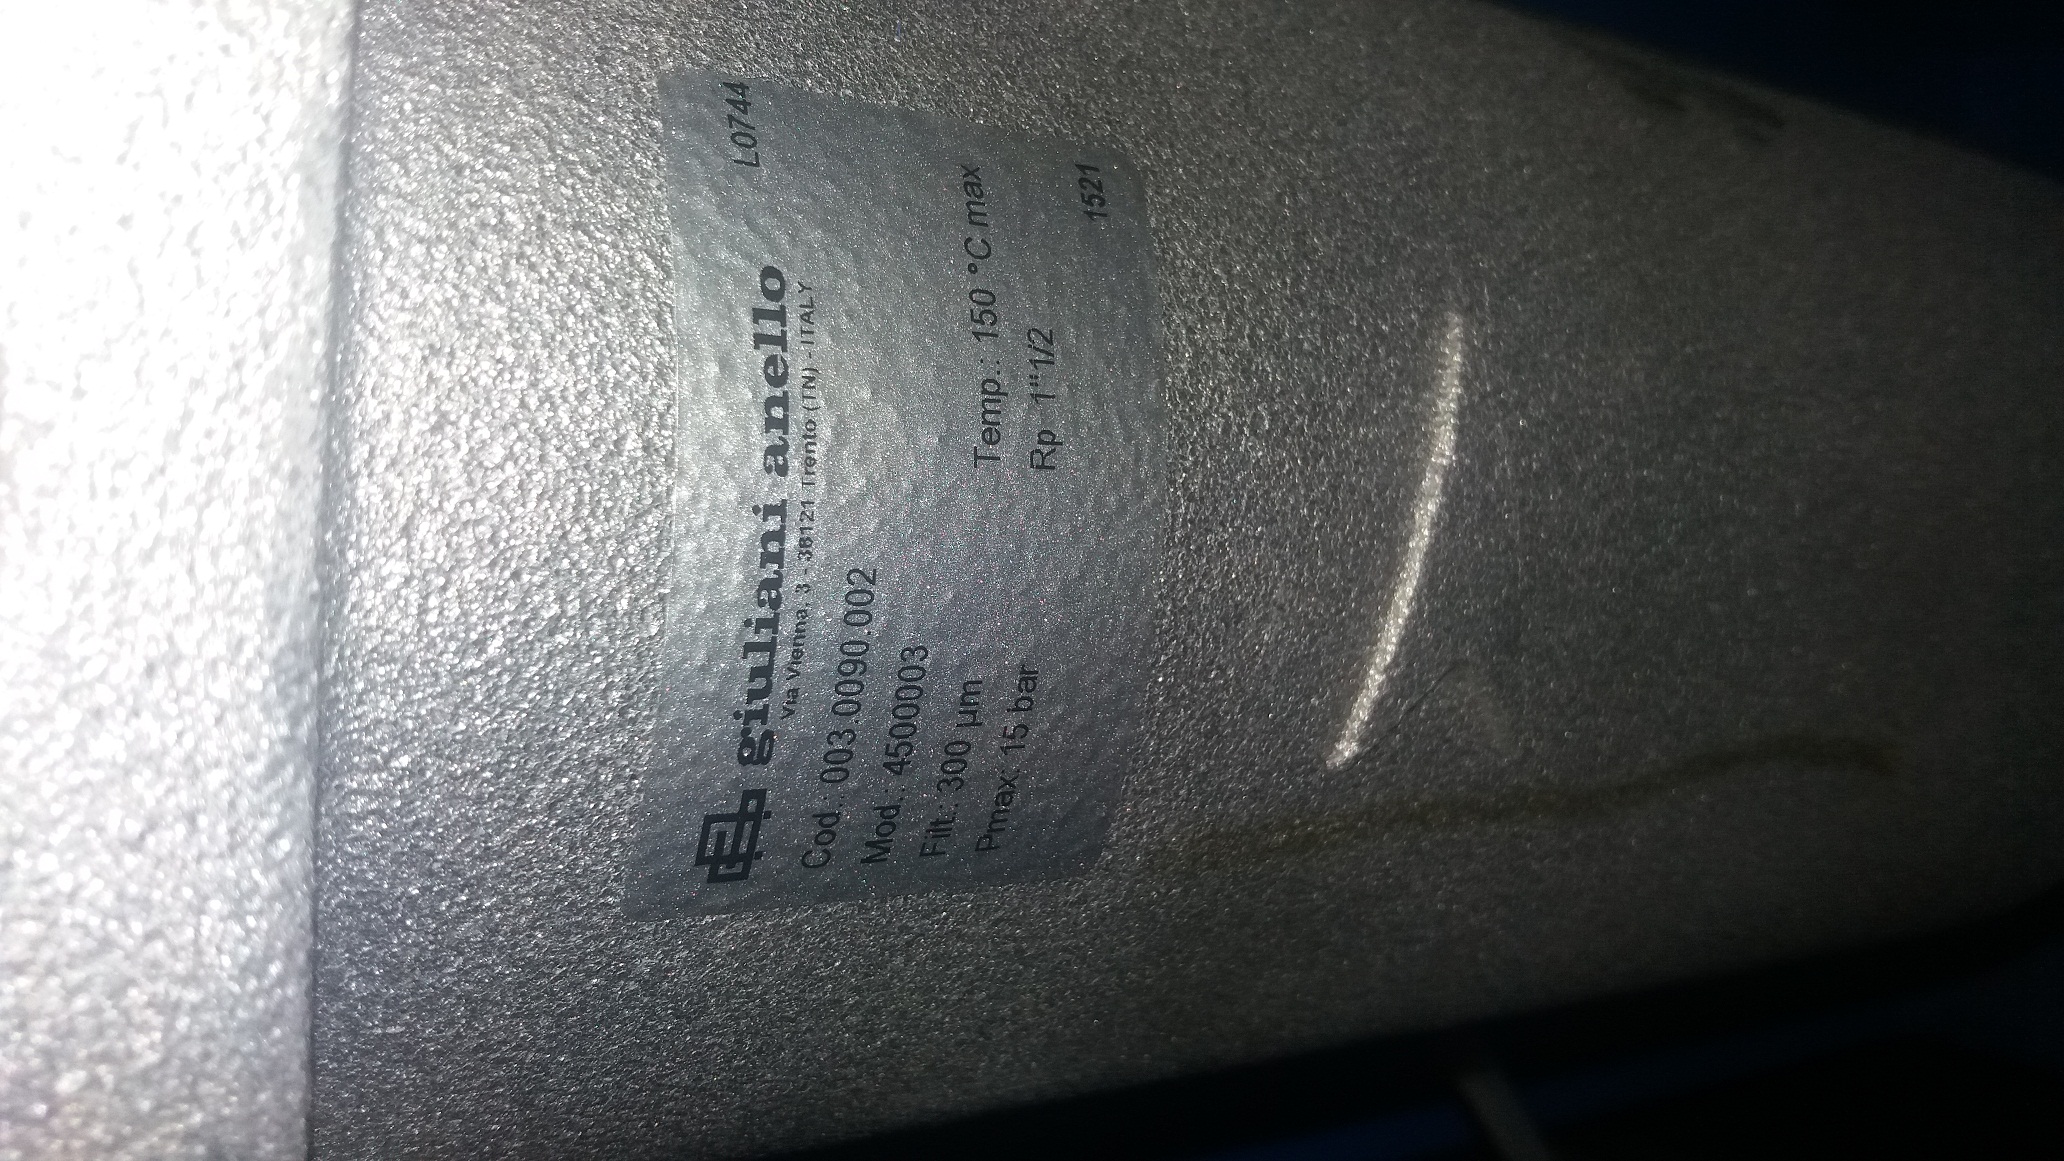 L0744
giuliani anello
Via Vienna, 3 - 38121 Trento (TN) - ITALY
Cod.: 003.0090.002
Mod.: 4500003
Filt.: 300 µm
Pmax: 15 bar
Temp.: 150 °C max
Rp 1"1/2
1521